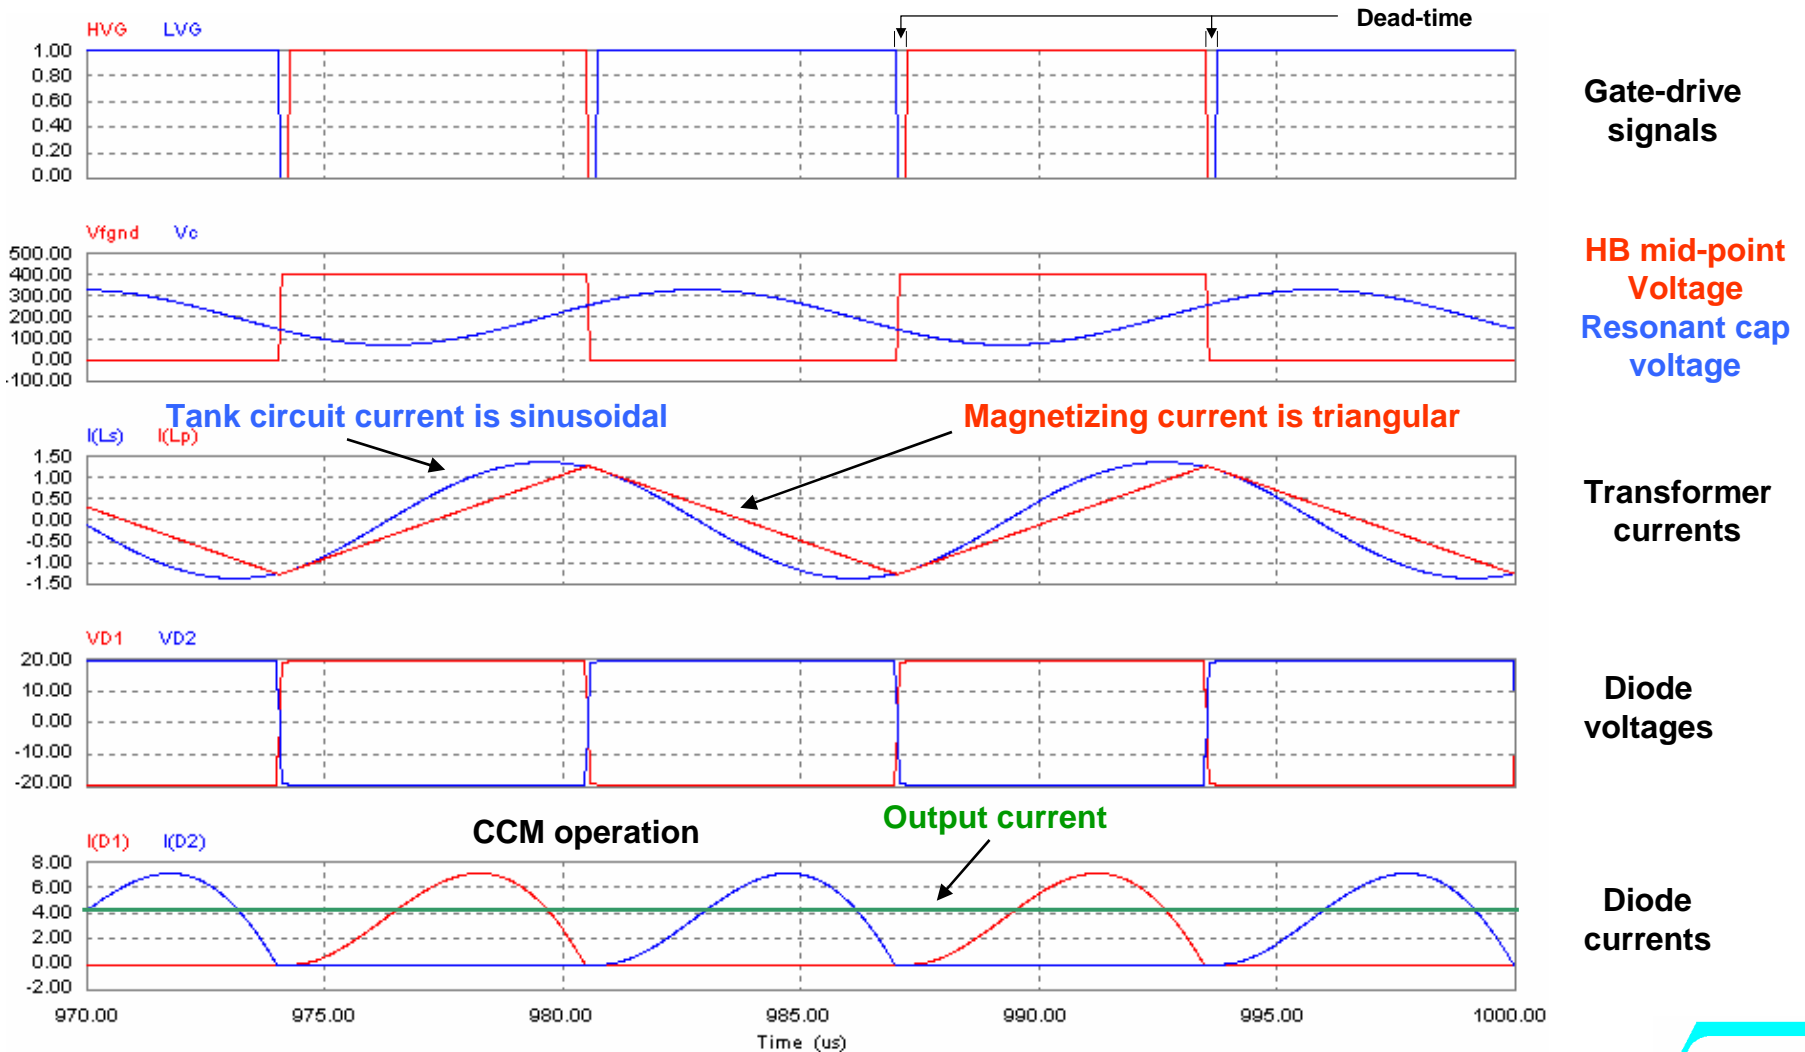 Dead-time
HVG LVG
1.00
0.80
0.60
0.40
0.20
0.00
Gate-drive
signals
Vfgnd Vc
500.00
400.00
300.00
200.00
100.00
0.00
-100.00
HB mid-point
Voltage
Resonant cap
voltage
Tank circuit current is sinusoidal
Magnetizing current is triangular
I(Ls) I(Lp)
1.50
1.00
0.50
0.00
-0.50
-1.00
-1.50
Transformer
currents
VD1 VD2
20.00
10.00
0.00
-10.00
-20.00
Diode
voltages
CCM operation
Output current
I(D1) I(D2)
8.00
6.00
4.00
2.00
0.00
-2.00
Diode
currents
970.00 975.00 980.00 985.00 990.00 995.00 1000.00
Time (us)